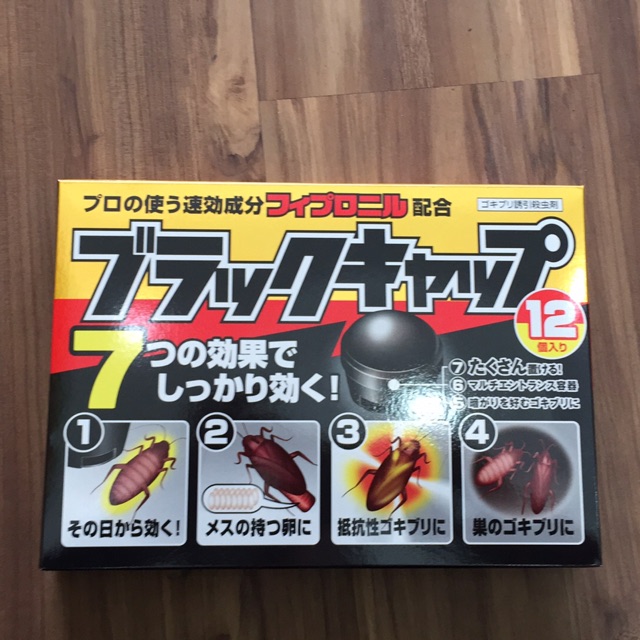 プロの使う速効成分フィプロニル配合
ゴキブリ誘引殺虫剤
ブラックキャップ
12
個入り
7つの効果で
しっかり効く!
⑦たくさん置ける!
⑥マルチエントランス容器
⑤暗がりを好むゴキブリに
1
その日から効く!
2
メスの持つ卵に
3
抵抗性ゴキブリに
4
巣のゴキブリに